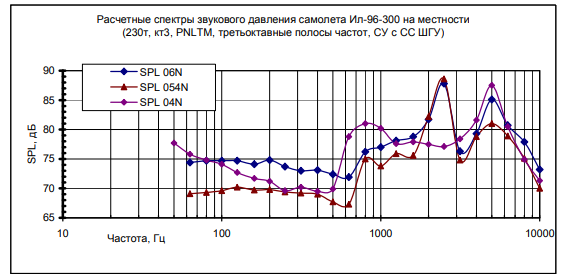 Расчетные спектры звукового давления самолета Ил-96-300 на местности
(230т, кт3, PNLTM, третьоктавные полосы частот, СУ с СС ШГУ)
90
85
80
75
70
65
SPL, дБ
SPL 06N
SPL 054N
SPL 04N
10
100
1000
10000
Частота, Гц